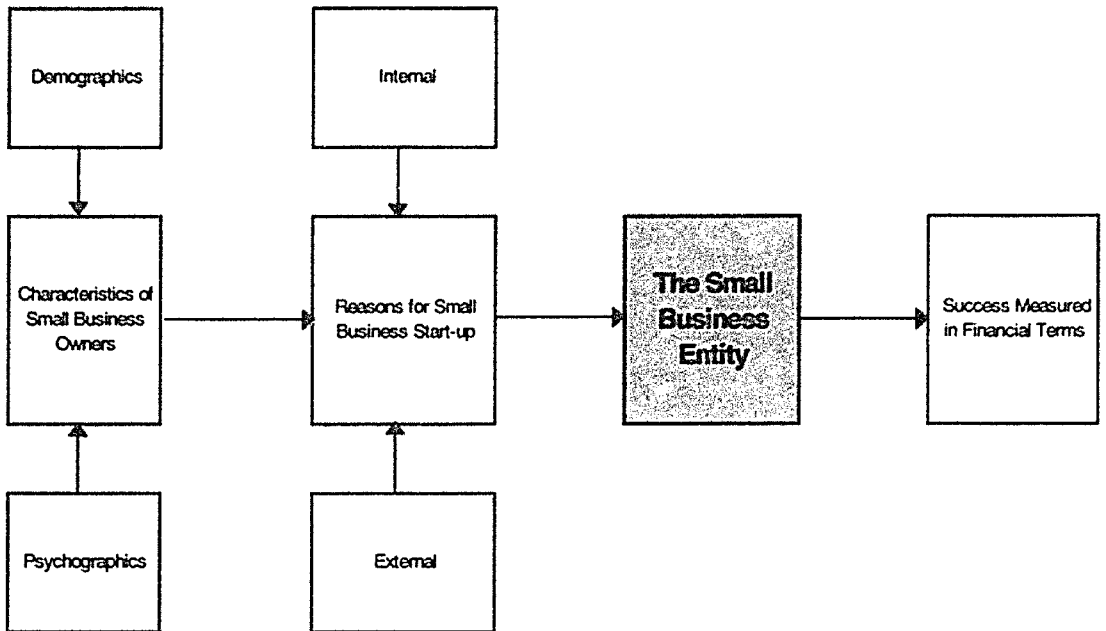 Demographics
Internal
Characteristics of
Small Business
Owners
Reasons for Small
Business Start-up
The Small
Business
Entity
Success Measured
in Financial Terms
Psychographics
External